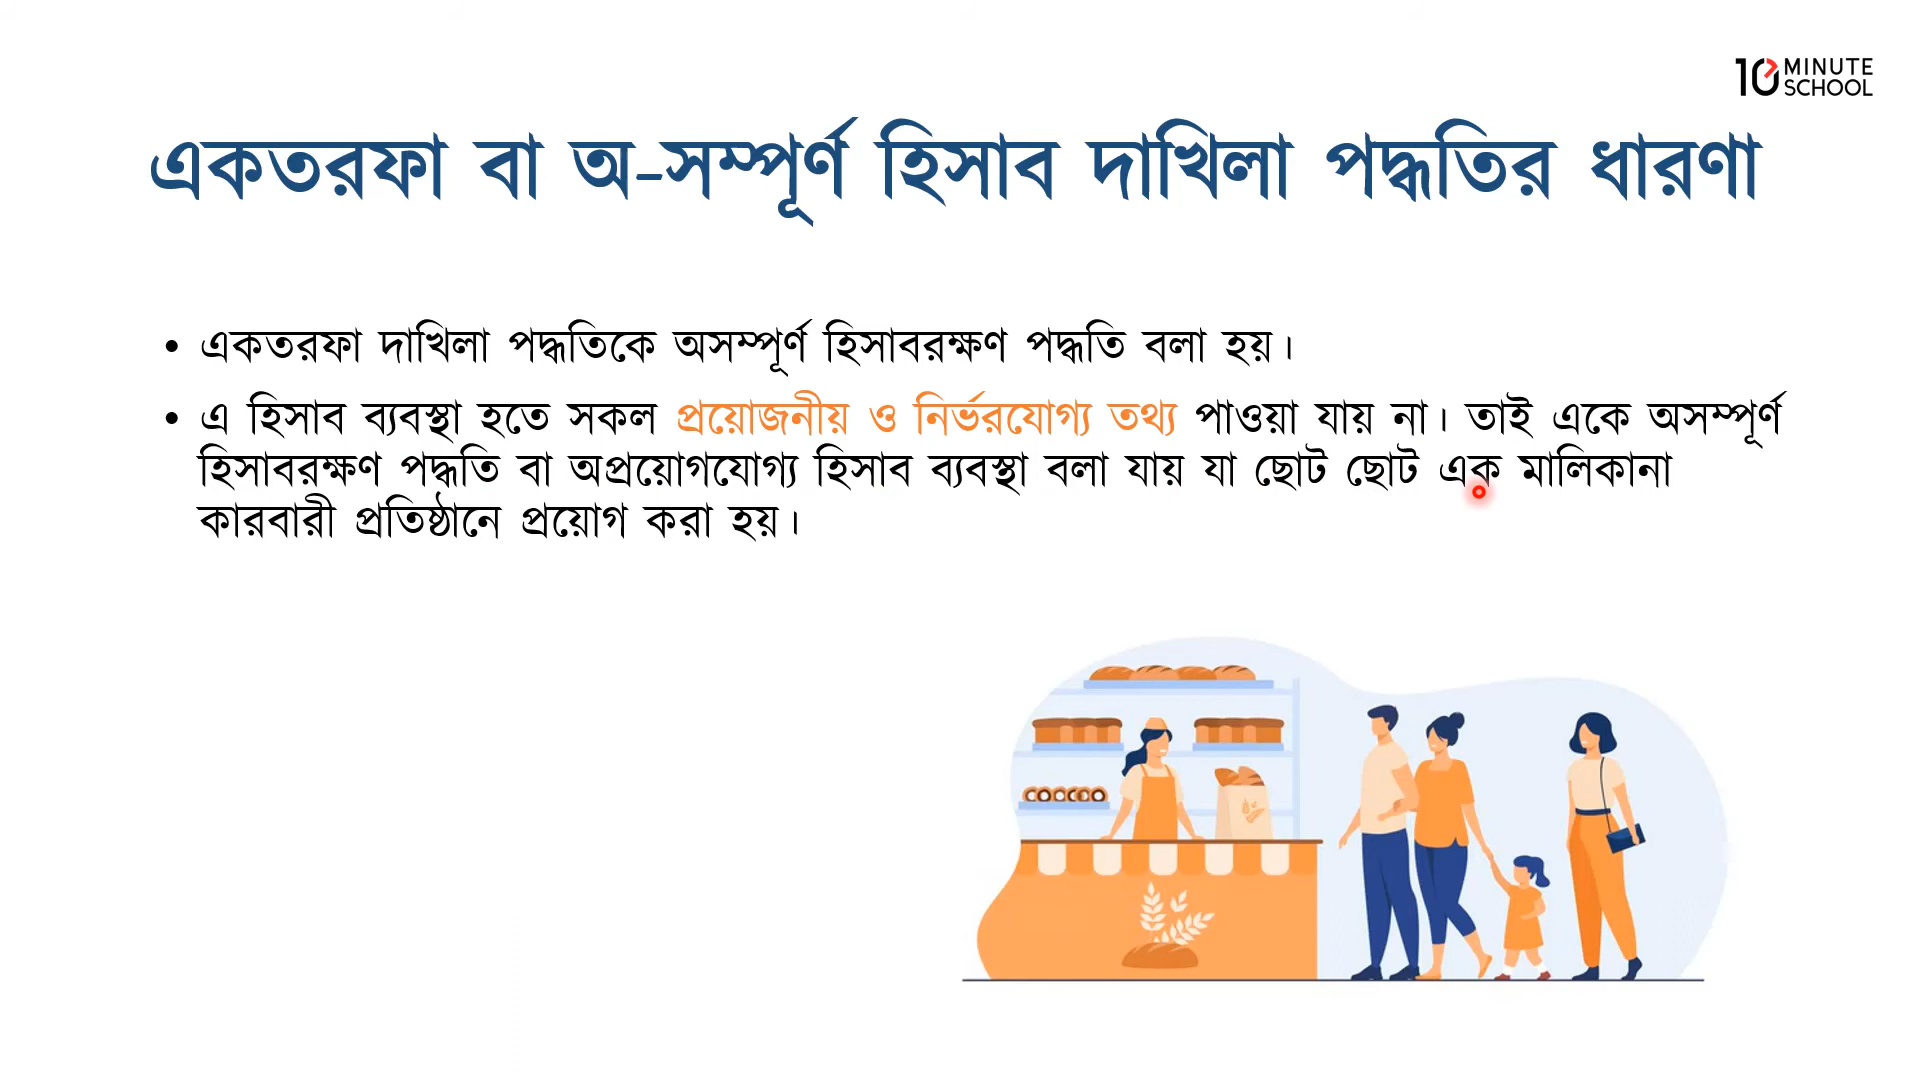 10 MINUTE SCHOOL
একতরফা বা অ-সম্পূর্ণ হিসাব দাখিলা পদ্ধতির ধারণা
• একতরফা দাখিলা পদ্ধতিকে অসম্পূর্ণ হিসাবরক্ষণ পদ্ধতি বলা হয়।
• এ হিসাব ব্যবস্থা হতে সকল প্রয়োজনীয় ও নির্ভরযোগ্য তথ্য পাওয়া যায় না। তাই একে অসম্পূর্ণ
হিসাবরক্ষণ পদ্ধতি বা অপ্রয়োগযোগ্য হিসাব ব্যবস্থা বলা যায় যা ছোট ছোট এক মালিকানা
কারবারী প্রতিষ্ঠানে প্রয়োগ করা হয়।